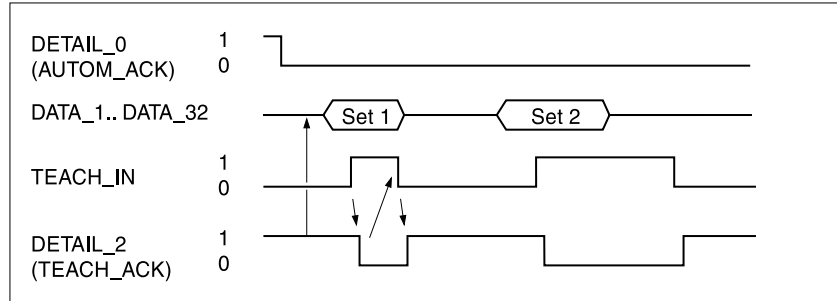 DETAIL_0 1
(AUTOM_ACK) 0
DATA_1.. DATA_32 Set 1 Set 2
TEACH_IN 1
0
DETAIL_2 1
(TEACH_ACK) 0